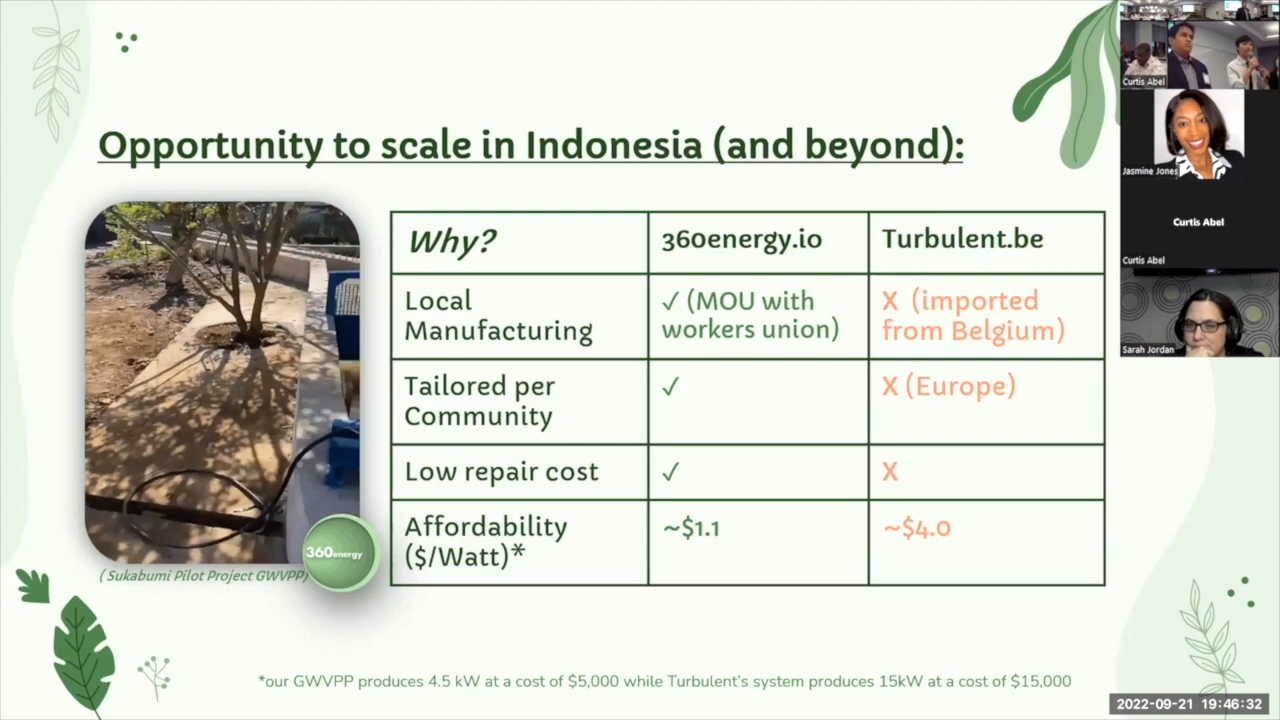 Opportunity to scale in Indonesia (and beyond):
Why?
360energy.io
Turbulent.be
Local
Manufacturing
✓ (MOU with
workers union)
X (imported
from Belgium)
Tailored per
Community
✓
X (Europe)
Low repair cost
✓
X
Affordability
($/Watt)*
~$1.1
~$4.0
360energy
( Sukabumi Pilot Project GWVPP)
*our GWVPP produces 4.5 kW at a cost of $5,000 while Turbulent's system produces 15kW at a cost of $15,000
Curtis Abel
Jasmine Jones
Curtis Abel
Curtis Abel
Sarah Jordan
2022-09-21 19:46:32